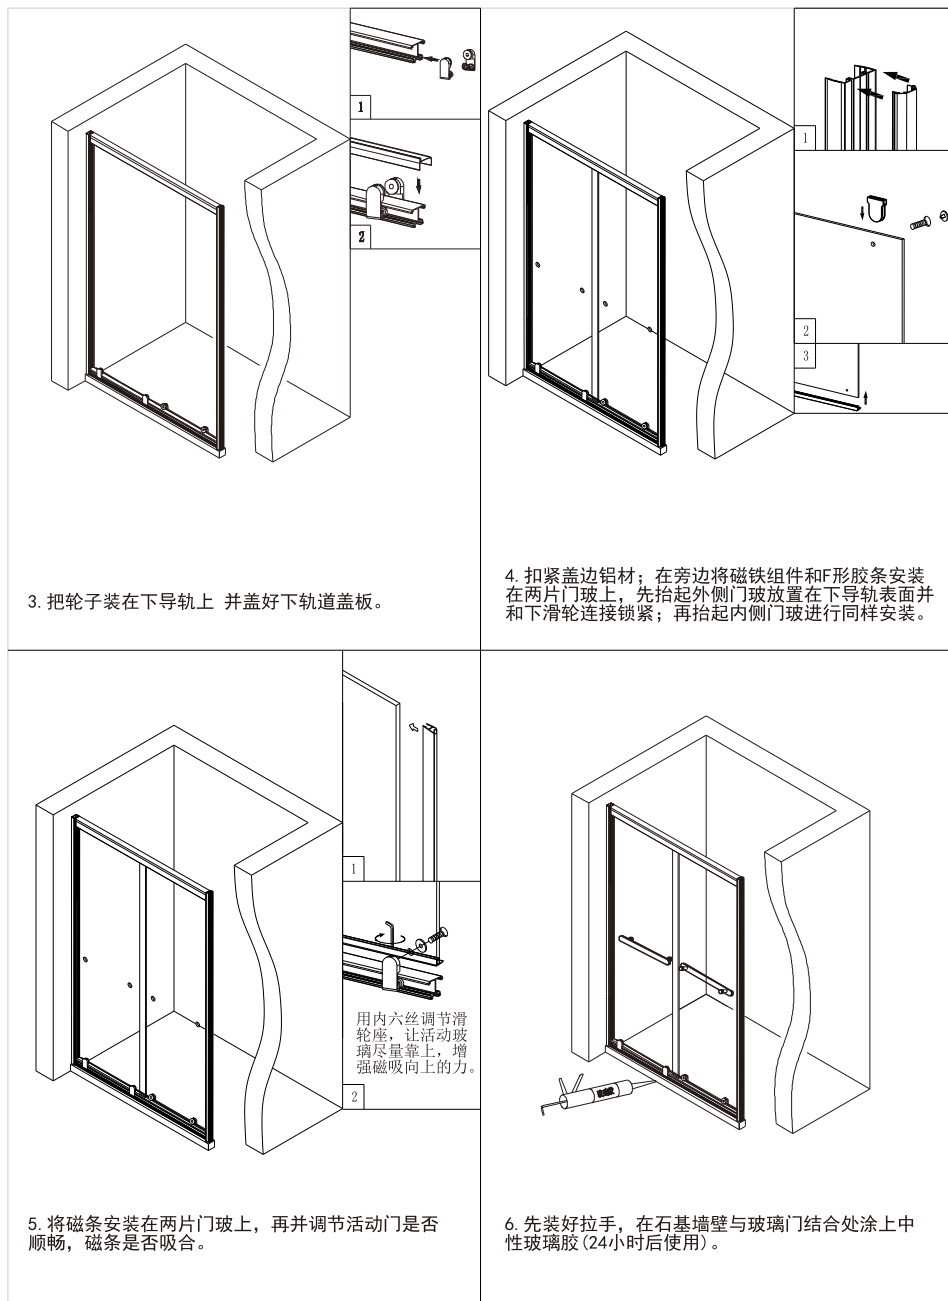 1
2
3. 把轮子装在下导轨上 并盖好下轨道盖板。
1
2
3
4. 扣紧盖边铝材；在旁边将磁铁组件和F形胶条安装
在两片门玻上，先抬起外侧门玻放置在下导轨表面并
和下滑轮连接锁紧；再抬起内侧门玻进行同样安装。
1
用内六丝调节滑
轮座，让活动玻
璃尽量靠上，增
强磁吸向上的力。
2
5. 将磁条安装在两片门玻上，再并调节活动门是否
顺畅，磁条是否吸合。
6. 先装好拉手，在石基墙壁与玻璃门结合处涂上中
性玻璃胶(24小时后使用)。